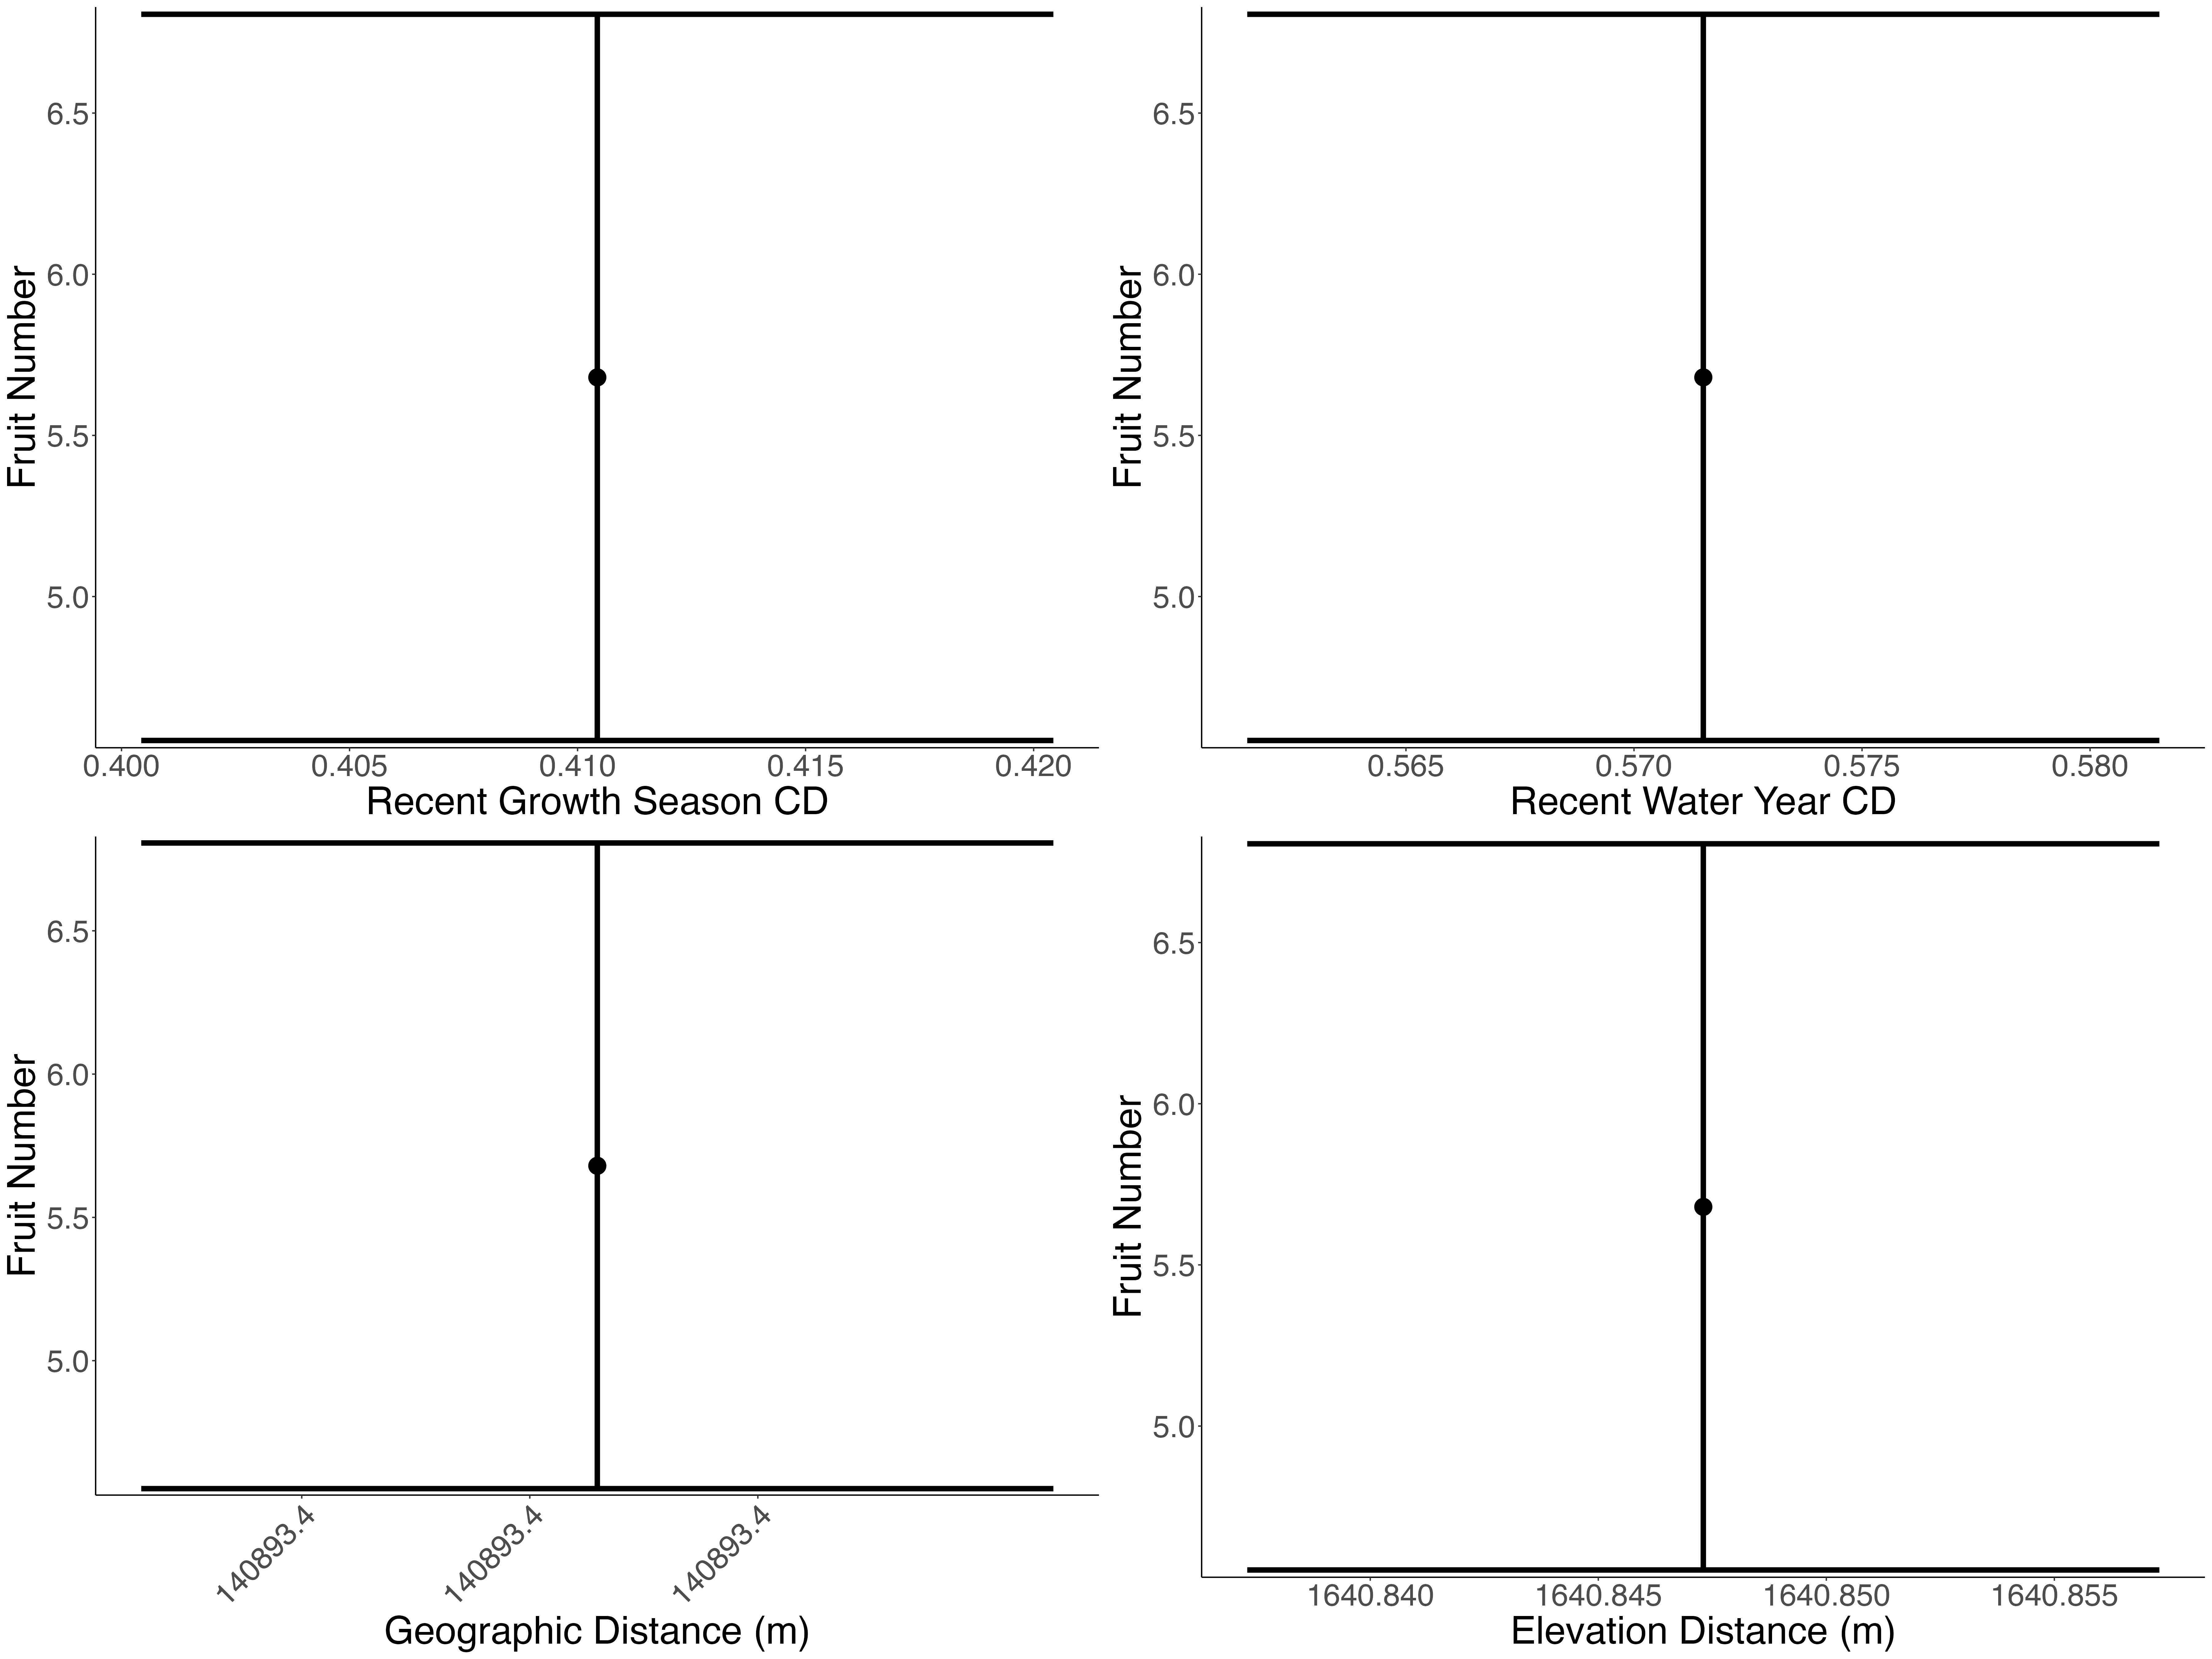 Fruit Number
6.5
6.0
5.5
5.0
0.400 0.405 0.410 0.415 0.420
Recent Growth Season CD
Fruit Number
6.5
6.0
5.5
5.0
0.565 0.570 0.575 0.580
Recent Water Year CD
Fruit Number
6.5
6.0
5.5
5.0
140893.4 140893.4 140893.4
Geographic Distance (m)
Fruit Number
6.5
6.0
5.5
5.0
1640.840 1640.845 1640.850 1640.855
Elevation Distance (m)